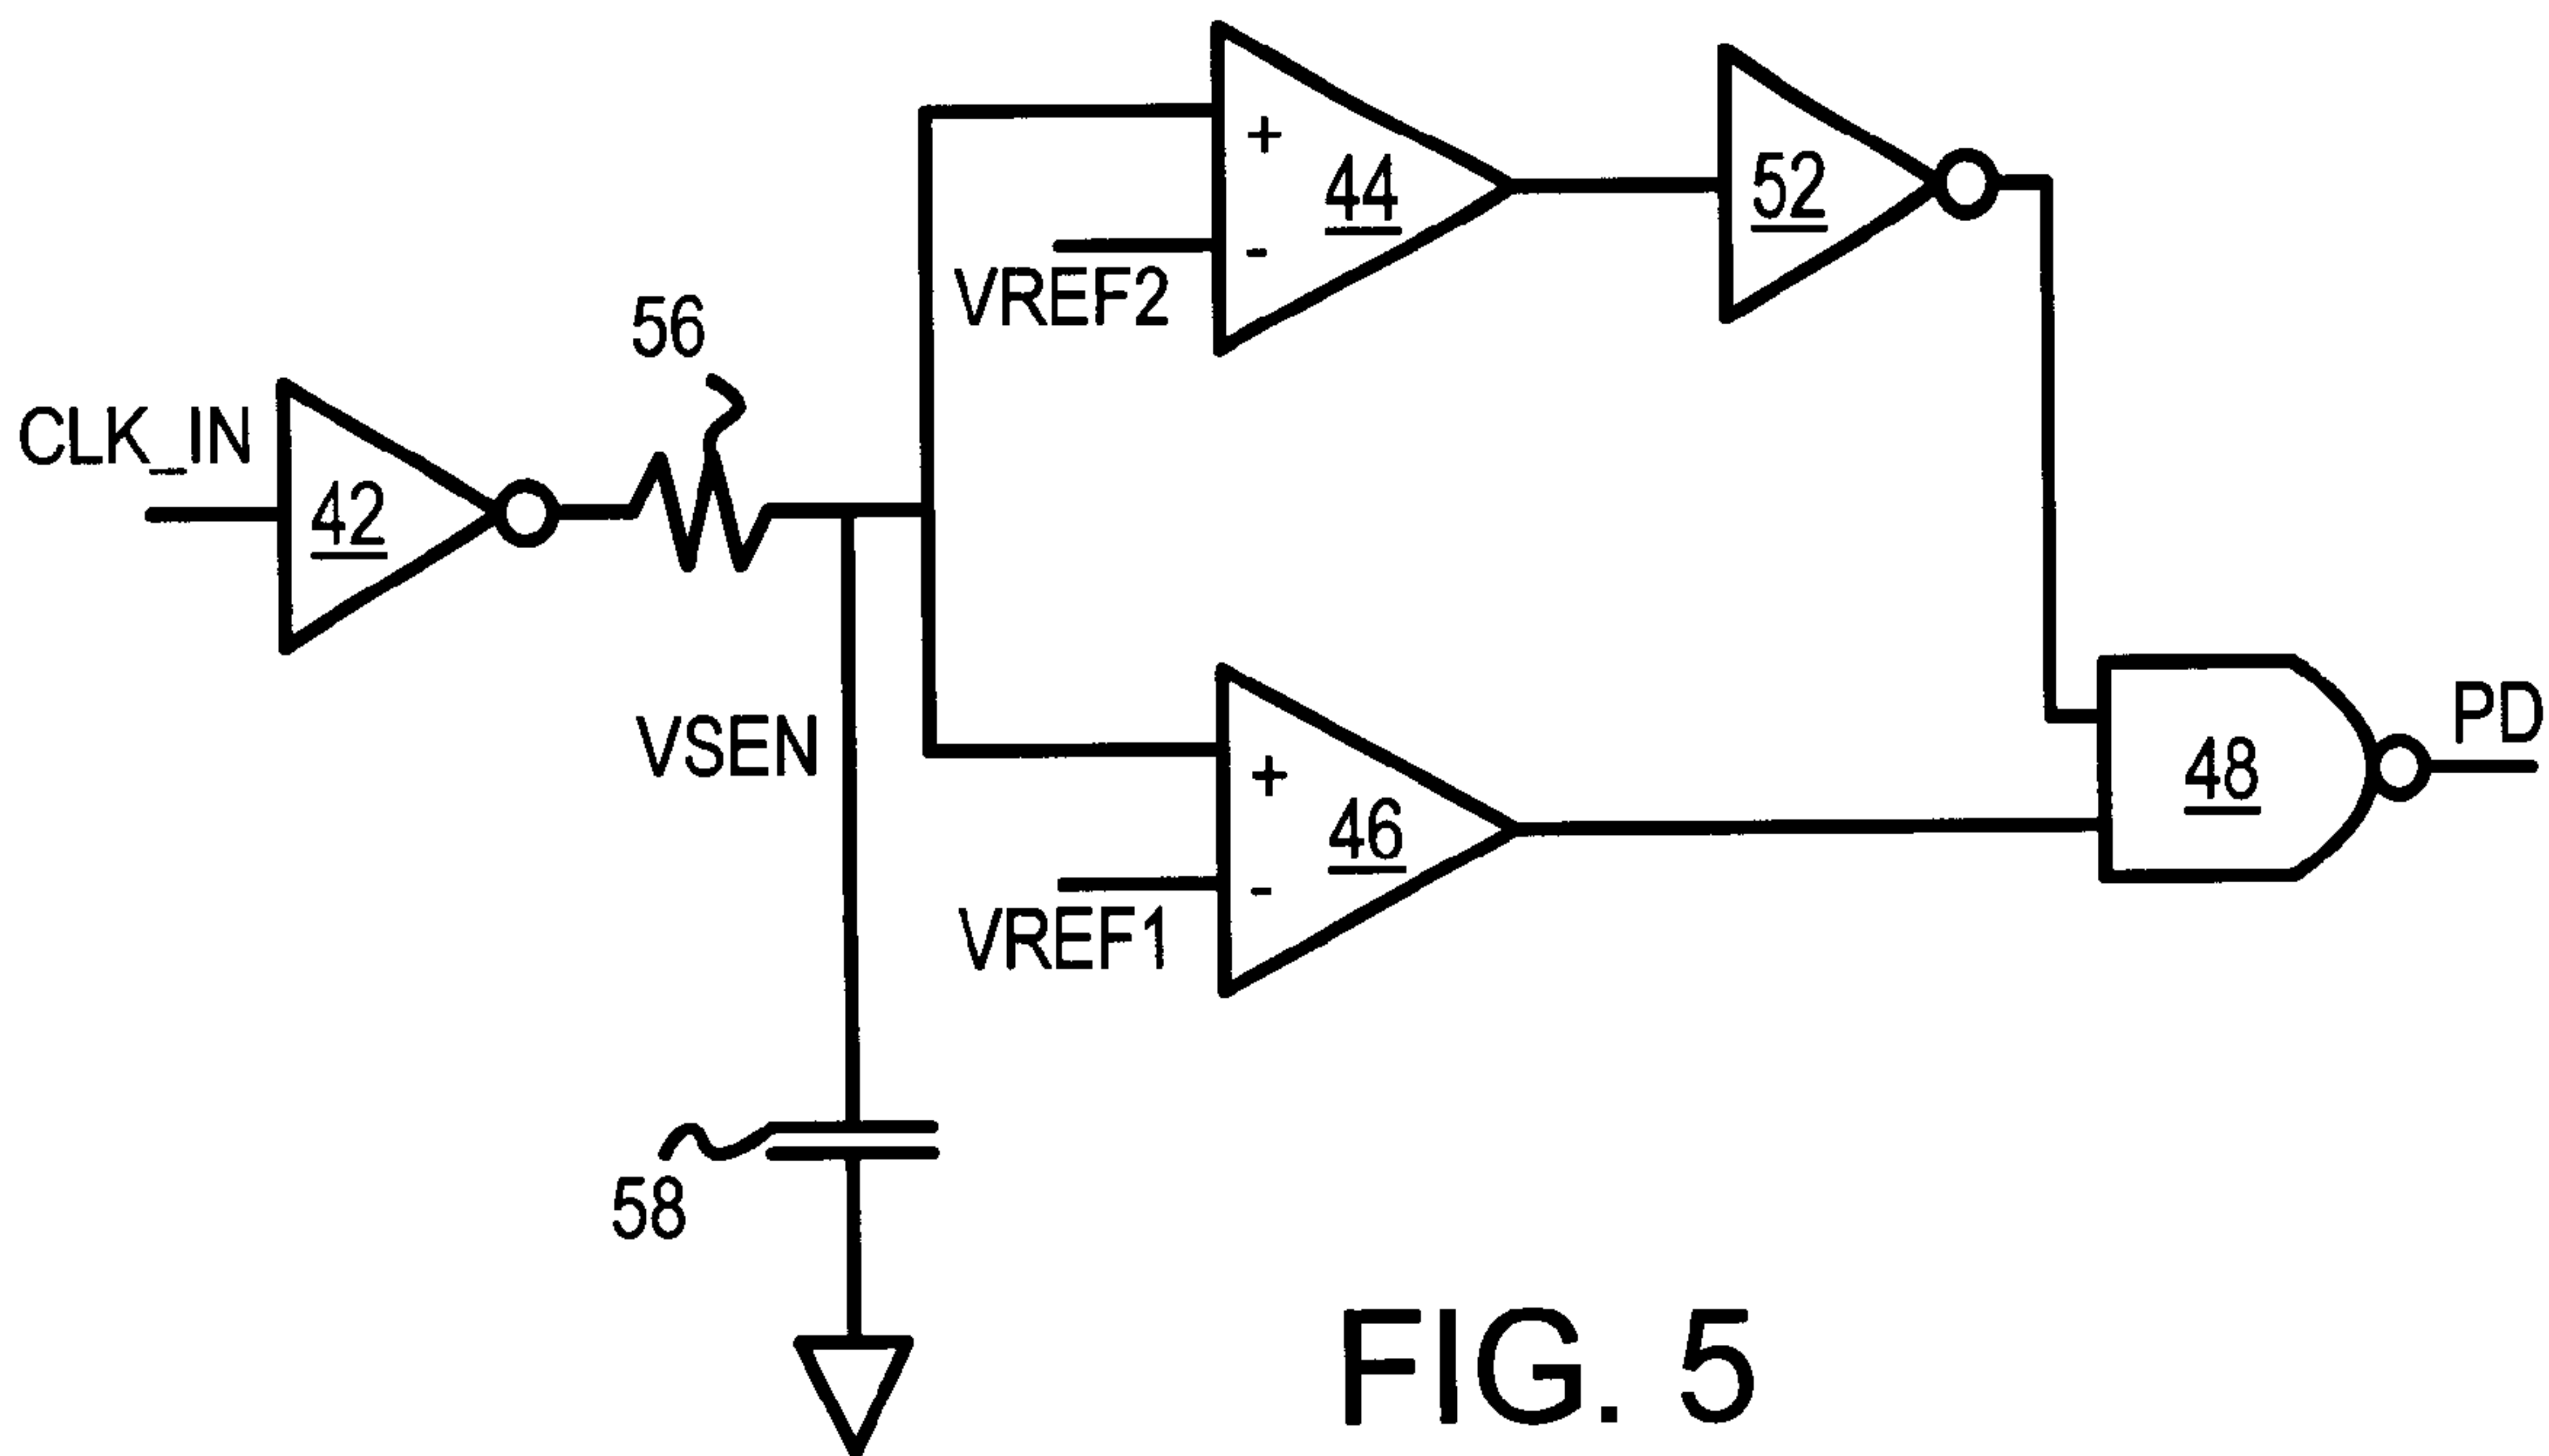 CLK_IN
42
56
VSEN
58
+
-
44
VREF2
52
+
-
46
VREF1
48
PD
FIG. 5